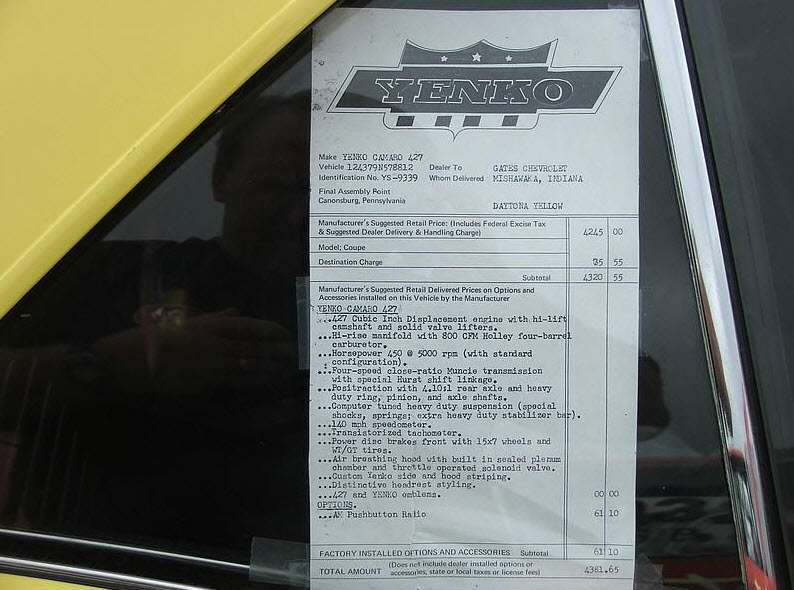 YENKO
Make YENKO CAMARO 427
Vehicle 124379N578812 Dealer To GATES CHEVROLET
Identification No. YS-9339 Whom Delivered MISHAWAKA, INDIANA
Final Assembly Point
Canonsburg, Pennsylvania
DAYTONA YELLOW
Manufacturer's Suggested Retail Price: (Includes Federal Excise Tax
& Suggested Dealer Delivery & Handling Charge) 4245 00
Model; Coupe
Destination Charge 75 55
Subtotal 4320 55
Manufacturer's Suggested Retail Delivered Prices on Options and
Accessories installed on this Vehicle by the Manufacturer
YENKO CAMARO 427
...427 Cubic Inch Displacement engine with hi-lift
camshaft and solid valve lifters.
...Hi-rise manifold with 800 CFM Holley four-barrel
carburetor.
...Horsepower 450 @ 5000 rpm (with standard
configuration).
...Four-speed close-ratio Muncie transmission
with special Hurst shift linkage.
...Positraction with 4.10:1 rear axle and heavy
duty ring, pinion, and axle shafts.
...Computer tuned heavy duty suspension (special
shocks, springs; extra heavy duty stabilizer bar).
...140 mph speedometer.
...Transistorized tachometer.
...Power disc brakes front with 15x7 wheels and
WT/GT tires.
...Air breathing hood with built in sealed plenum
chamber and throttle operated solenoid valve.
...Custom Yenko side and hood striping.
...Distinctive headrest styling.
...427 and YENKO emblems. 00 00
OPTIONS.
...AM Pushbutton Radio 61 10
FACTORY INSTALLED OPTIONS AND ACCESSORIES Subtotal 61 10
TOTAL AMOUNT (Does not include dealer installed options or
accessories, state or local taxes or license fees) 4381.65